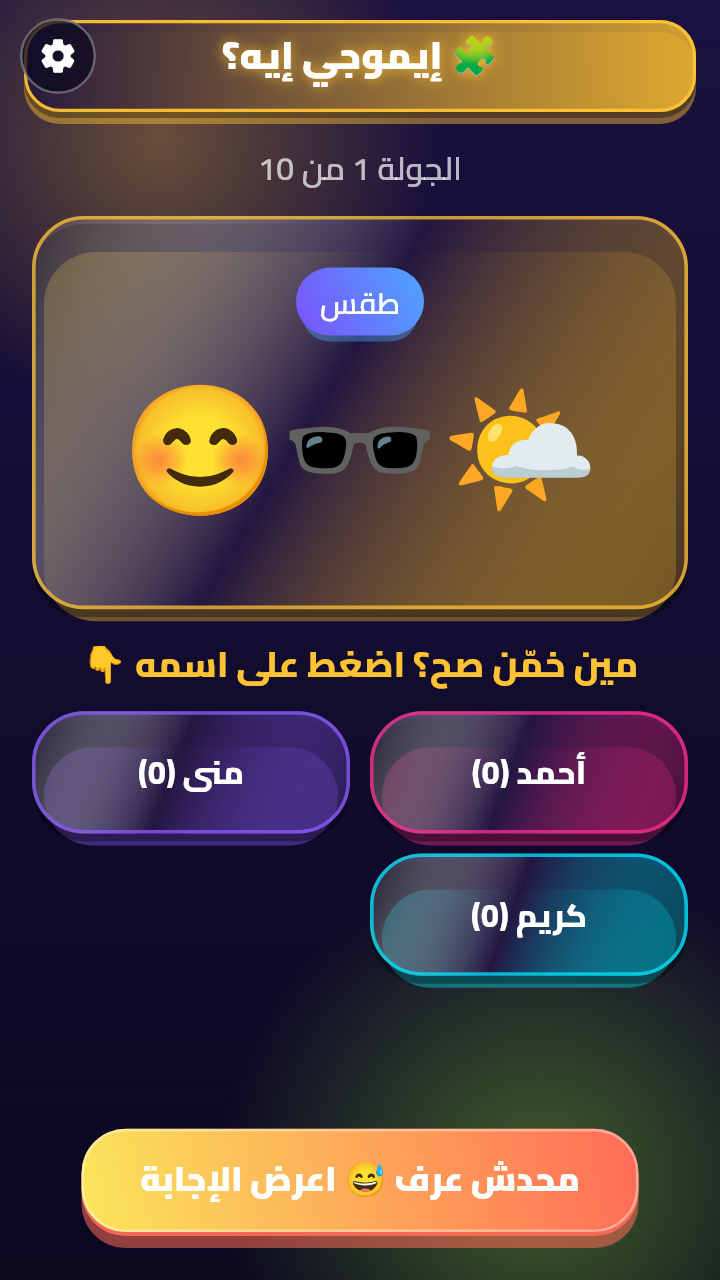 🧩 إيموجي إيه؟
الجولة 1 من 10
طقس
🌤️🕶️😊
مين خمّن صح؟ اضغط على اسمه 👇
أحمد (0)
منى (0)
كريم (0)
محدش عرف 😅 اعرض الإجابة